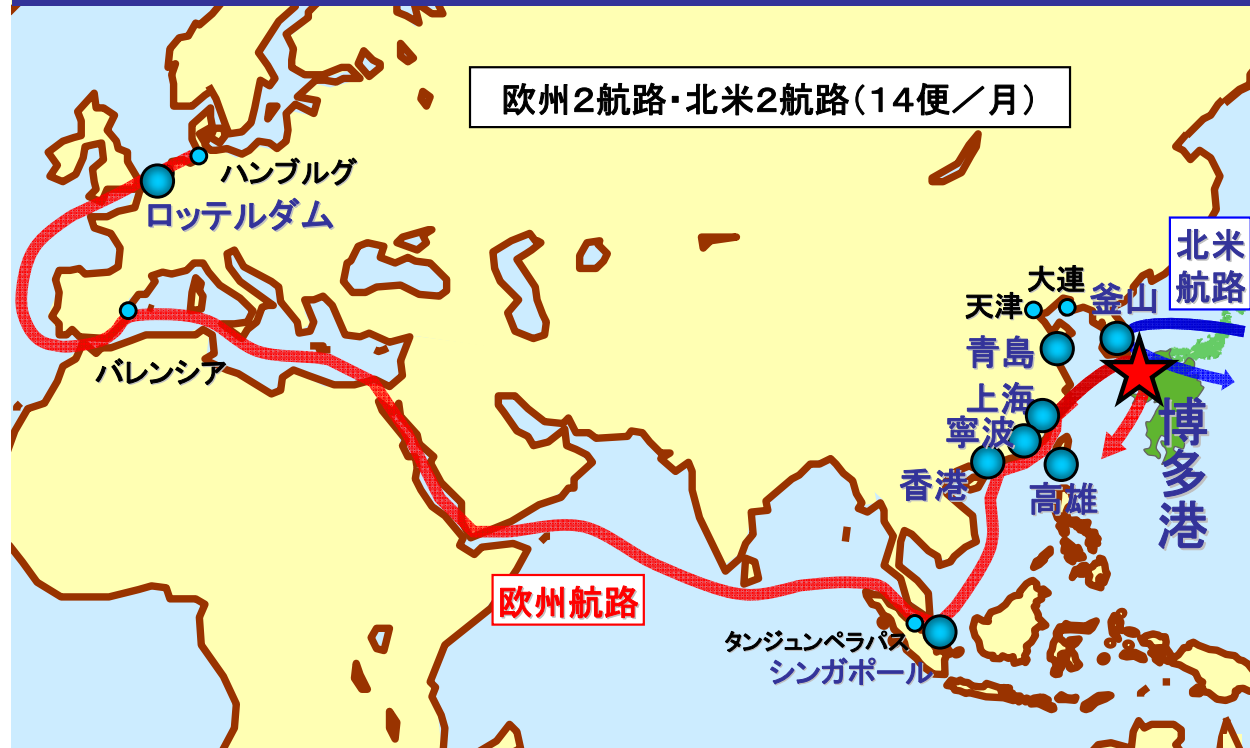 欧州２航路・北米２航路（１４便／月）
ハンブルグ
ロッテルダム
北米
航路
大連
天津
釜山
青島
バレンシア
上海
寧波
香港
高雄
博多港
欧州航路
タンジュンペラパス
シンガポール